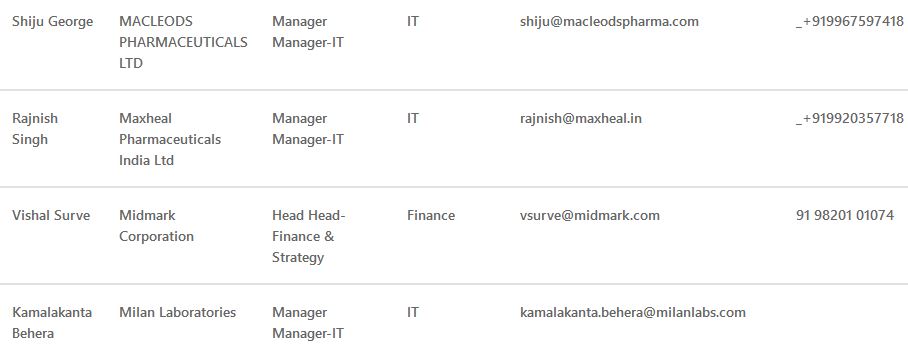 Shiju George MACLEODS Manager IT shiju@macleodspharma.com _+919967597418
PHARMACEUTICALS Manager-IT
LTD
Rajnish Maxheal Manager IT rajnish@maxheal.in _+919920357718
Singh Pharmaceuticals Manager-IT
India Ltd
Vishal Surve Midmark Head Head- Finance vsurve@midmark.com 91 98201 01074
Corporation Finance &
Strategy
Kamalakanta Milan Laboratories Manager IT kamalakanta.behera@milanlabs.com
Behera Manager-IT